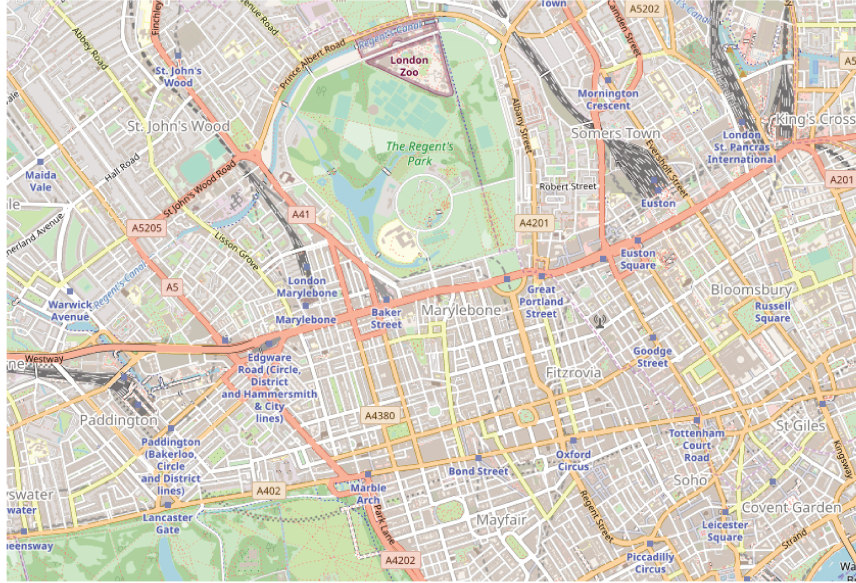 Finchley
Abbey Road
enue Road
Prince Albert Road
Regent's Canal
Town
Camden Street
A5202
London
Zoo
St. John's
Wood
Mornington
Crescent
Albany Street
King's Cross
St. John's Wood
Somers Town
London
St. Pancras
International
The Regent's
Park
Eversholt Street
Maida
Vale
Hall Road
St John's Wood Road
Robert Street
A201
Euston
A41
A4201
A5205
Lisson Grove
Euston
Square
Regent's Canal
A5
London
Marylebone
Great
Portland
Street
Bloomsbury
Warwick
Avenue
Marylebone
Baker
Street
Marylebone
Russell
Square
Westway
Edgware
Road (Circle,
District
and Hammersmith
& City
lines)
Goodge
Street
Fitzrovia
Paddington
A4380
St Giles
Paddington
(Bakerloo,
Circle
and District
lines)
Tottenham
Court
Road
Kingsway
Oxford
Circus
Bond Street
A402
Marble
Arch
Soho
Lancaster
Gate
Park Lane
Mayfair
Regent Street
Covent Garden
Leicester
Square
Strand
A4202
Piccadilly
Circus